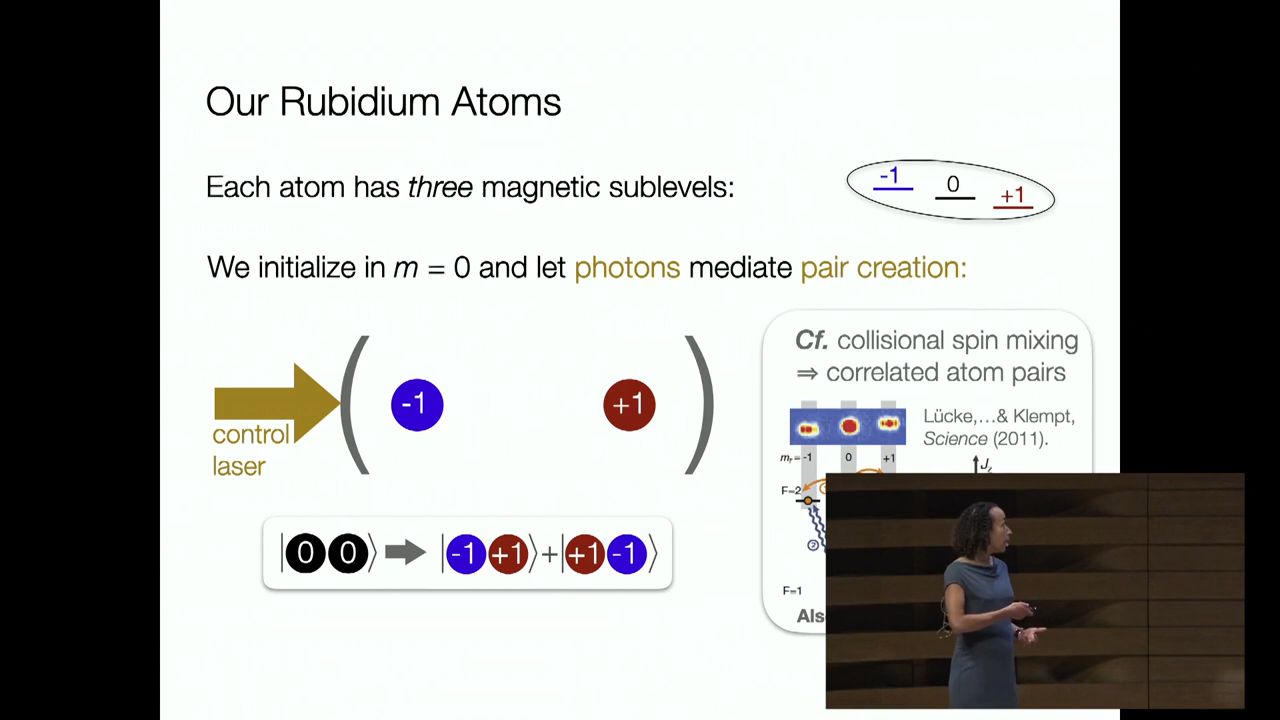 Our Rubidium Atoms
Each atom has three magnetic sublevels:
-1 0 +1
We initialize in m = 0 and let photons mediate pair creation:
control
laser
-1 +1
|0 0⟩ ➡ |-1 +1⟩+|+1 -1⟩
Cf. collisional spin mixing
⇒ correlated atom pairs
Lücke,...& Klempt,
Science (2011).
m_F= -1 0 +1
F=2
②
F=1